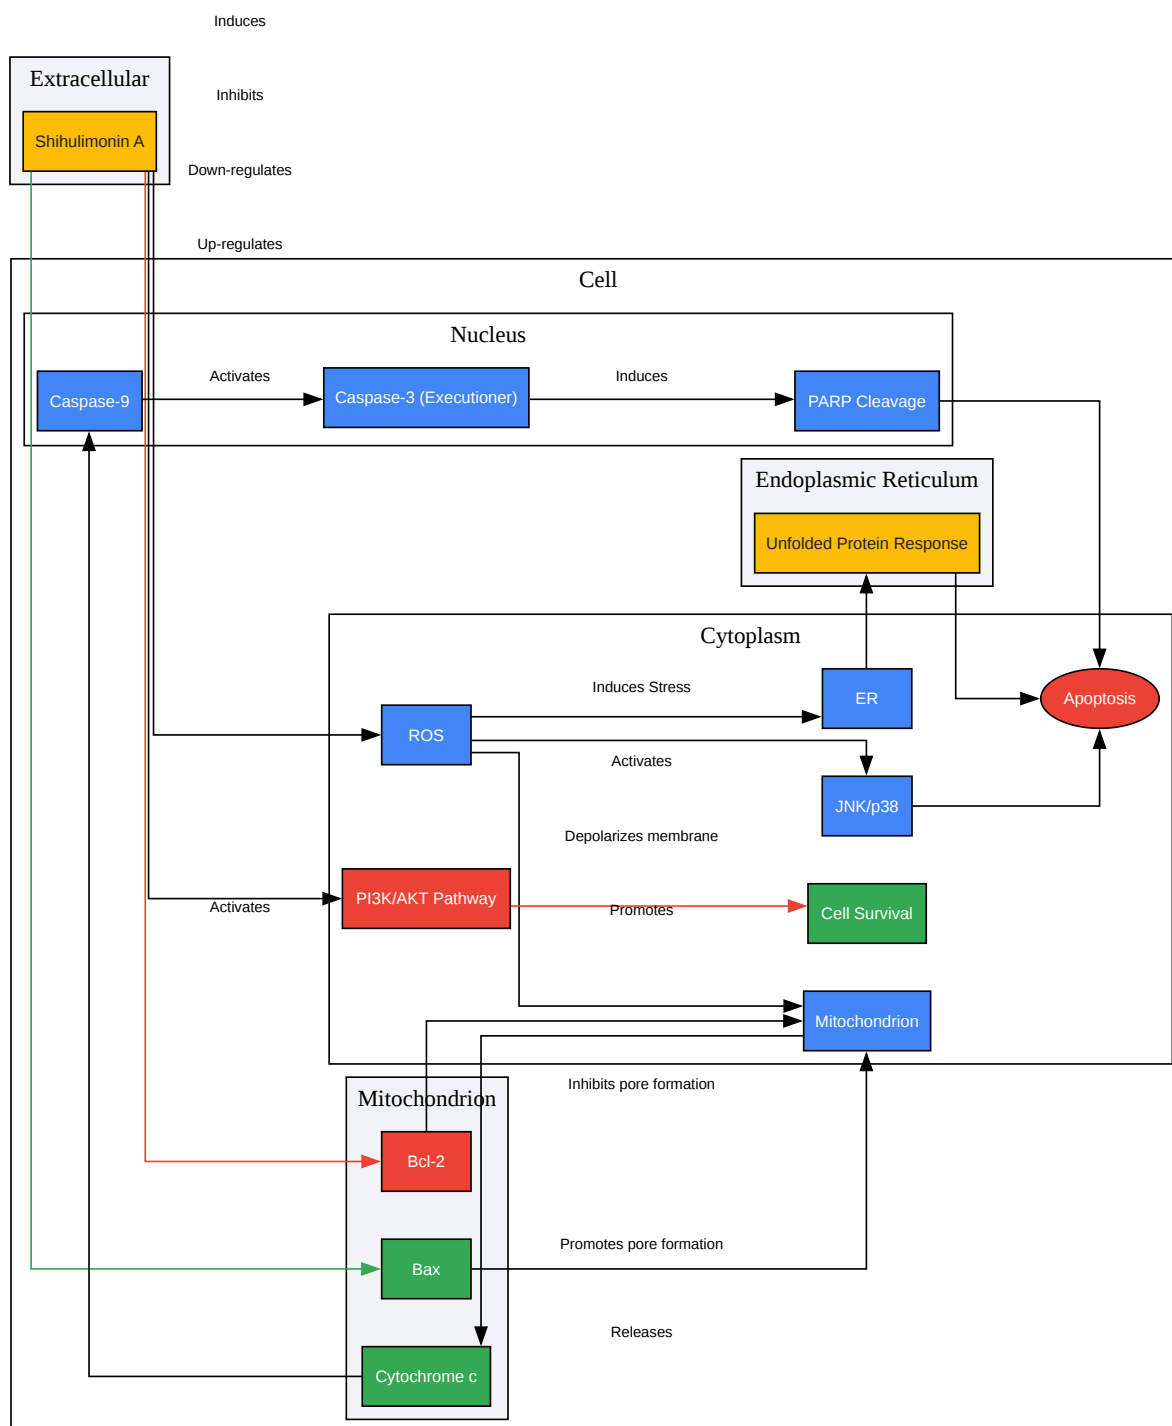 Induces
Extracellular
Inhibits
Shihulimonin A
Down-regulates
Up-regulates
Cell
Nucleus
Activates
Induces
Caspase-9
Caspase-3 (Executioner)
PARP Cleavage
Endoplasmic Reticulum
Unfolded Protein Response
Cytoplasm
Induces Stress
ER
Apoptosis
ROS
Activates
JNK/p38
Depolarizes membrane
PI3K/AKT Pathway
Activates
Promotes
Cell Survival
Mitochondrion
Inhibits pore formation
Mitochondrion
Bcl-2
Promotes pore formation
Bax
Releases
Cytochrome c